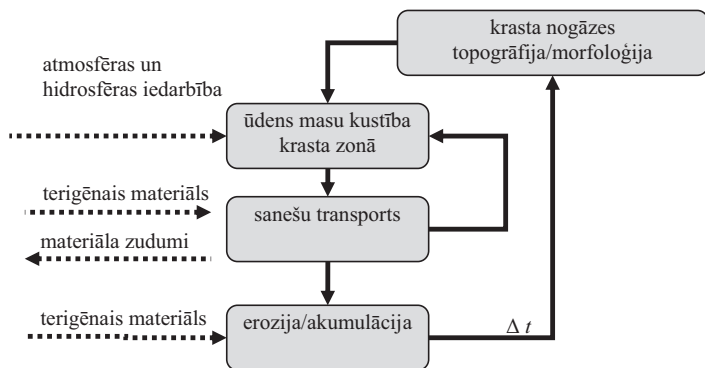 krasta nogāzes
topogrāfija/morfoloģija
atmosfēras un
hidrosfēras iedarbība
ūdens masu kustība
krasta zonā
terigēnais materiāls
sanešu transports
materiāla zudumi
terigēnais materiāls
erozija/akumulācija
Δ t